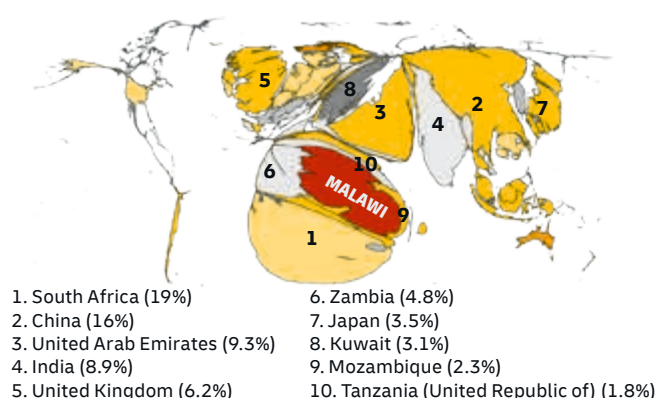 5
8
3
2
7
4
10
6
MALAWI
9
1
1. South Africa (19%)
2. China (16%)
3. United Arab Emirates (9.3%)
4. India (8.9%)
5. United Kingdom (6.2%)
6. Zambia (4.8%)
7. Japan (3.5%)
8. Kuwait (3.1%)
9. Mozambique (2.3%)
10. Tanzania (United Republic of) (1.8%)